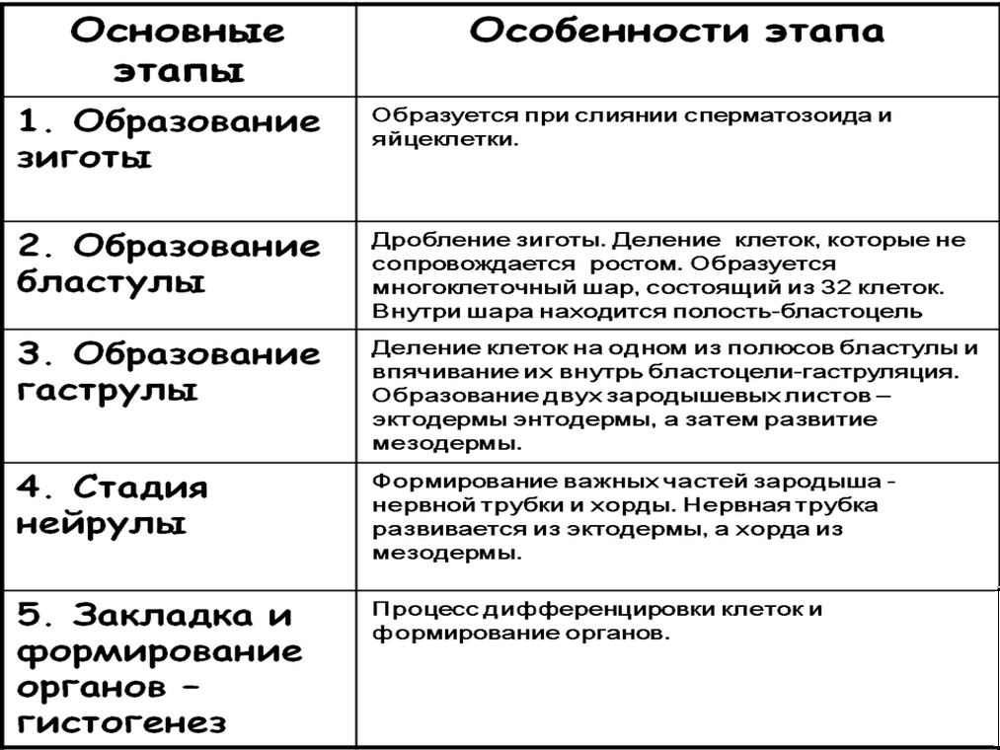 Основные
этапы
Особенности этапа
1. Образование
зиготы
Образуется при слиянии сперматозоида и
яйцеклетки.
2. Образование
бластулы
Дробление зиготы. Деление клеток, которые не
сопровождается ростом. Образуется
многоклеточный шар, состоящий из 32 клеток.
Внутри шара находится полость-бластоцель
3. Образование
гаструлы
Деление клеток на одном из полюсов бластулы и
впячивание их внутрь бластоцели-гаструляция.
Образование двух зародышевых листов –
эктодермы энтодермы, а затем развитие
мезодермы.
4. Стадия
нейрулы
Формирование важных частей зародыша -
нервной трубки и хорды. Нервная трубка
развивается из эктодермы, а хорда из
мезодермы.
5. Закладка и
формирование
органов –
гистогенез
Процесс дифференцировки клеток и
формирование органов.